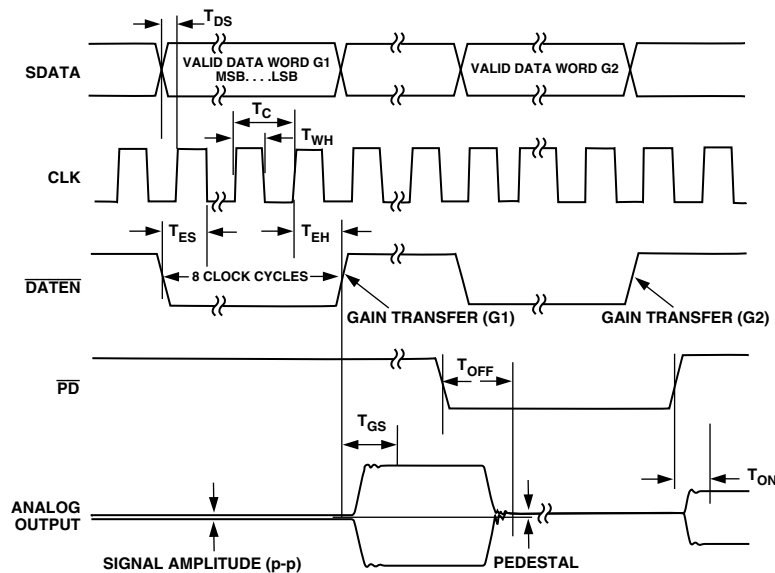 TDS
SDATA
VALID DATA WORD G1
MSB. . . .LSB
VALID DATA WORD G2
TC
TWH
CLK
TES
TEH
DATEN
8 CLOCK CYCLES
GAIN TRANSFER (G1)
GAIN TRANSFER (G2)
PD
TOFF
TGS
TON
ANALOG
OUTPUT
SIGNAL AMPLITUDE (p-p)
PEDESTAL